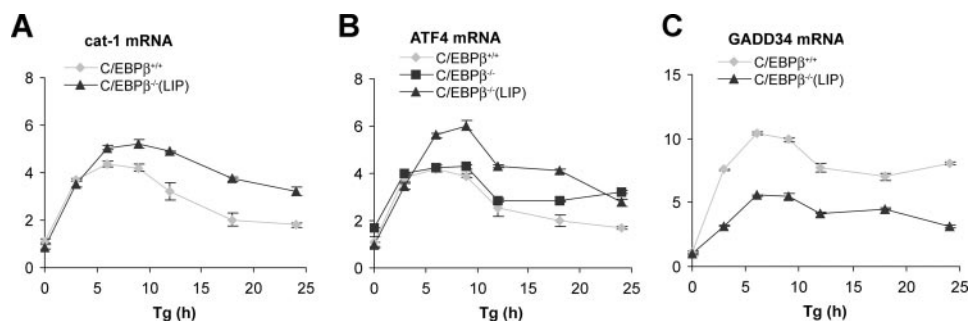 A
cat-1 mRNA
C/EBPβ+/+
C/EBPβ-/-(LIP)
8
6
4
2
0
0 5 10 15 20 25
Tg (h)
B
ATF4 mRNA
C/EBPβ+/+
C/EBPβ-/-
C/EBPβ-/-(LIP)
8
6
4
2
0
0 5 10 15 20 25
Tg (h)
C
GADD34 mRNA
C/EBPβ+/+
C/EBPβ-/-(LIP)
15
10
5
0
0 5 10 15 20 25
Tg (h)